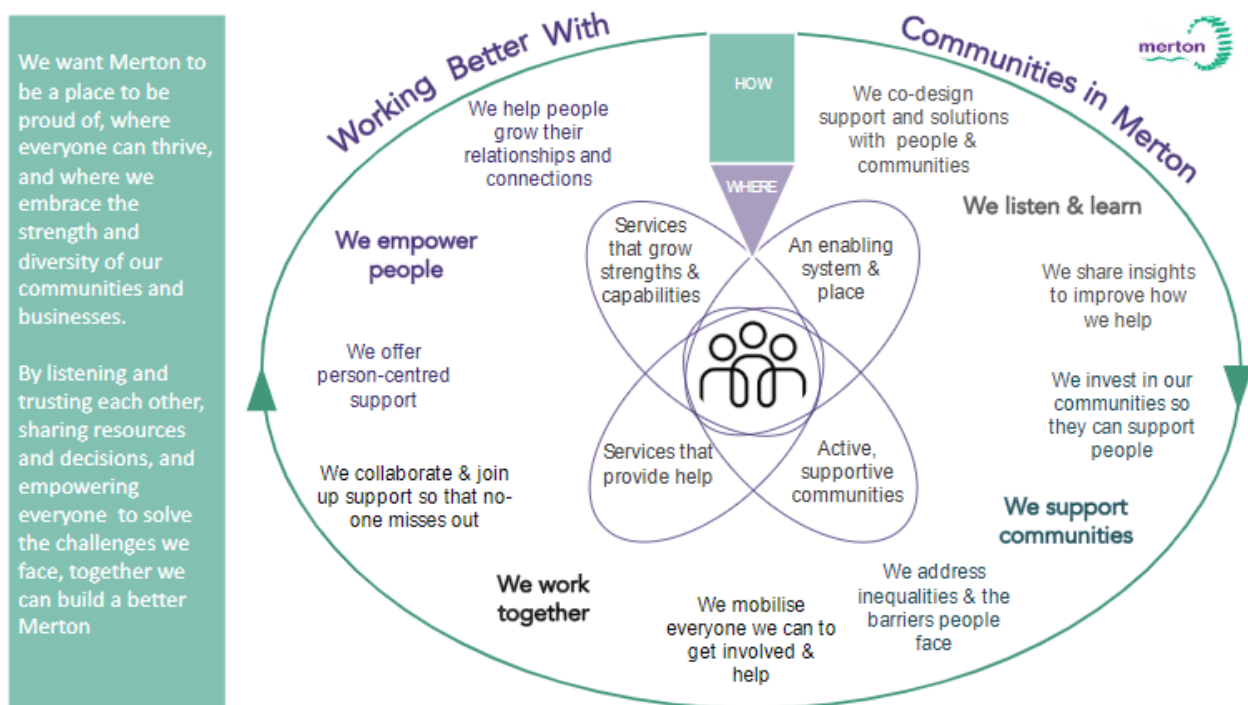 We want Merton to
be a place to be
proud of, where
everyone can thrive,
and where we
embrace the
strength and
diversity of our
communities and
businesses.
By listening and
trusting each other,
sharing resources
and decisions, and
empowering
everyone to solve
the challenges we
face, together we
can build a better
Merton
Working Better With
Communities in Merton
merton
HOW
WHERE
We help people
grow their
relationships and
connections
We empower
people
We offer
person-centred
support
We collaborate & join
up support so that no-
one misses out
We work
together
We mobilise
everyone we can to
get involved &
help
We co-design
support and solutions
with people &
communities
We listen & learn
We share insights
to improve how
we help
We invest in our
communities so
they can support
people
We support
communities
We address
inequalities & the
barriers people
face
Services
that grow
strengths &
capabilities
An enabling
system &
place
Services that
provide help
Active,
supportive
communities